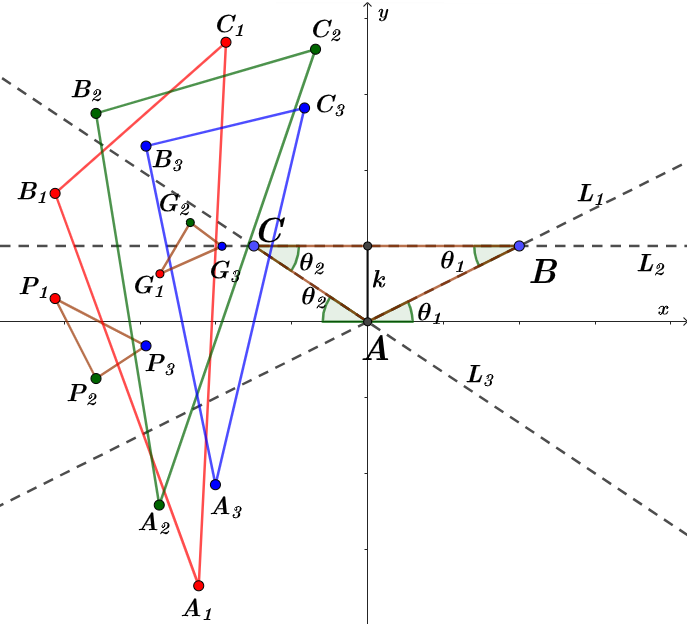 C₁
y
C₂
B₂
C₃
B₃
B₁
L₁
G₂
C
θ₂
θ₁
B
L₂
G₁
G₃
P₁
θ₂
k
θ₁
x
A
P₃
P₂
L₃
A₂
A₃
A₁